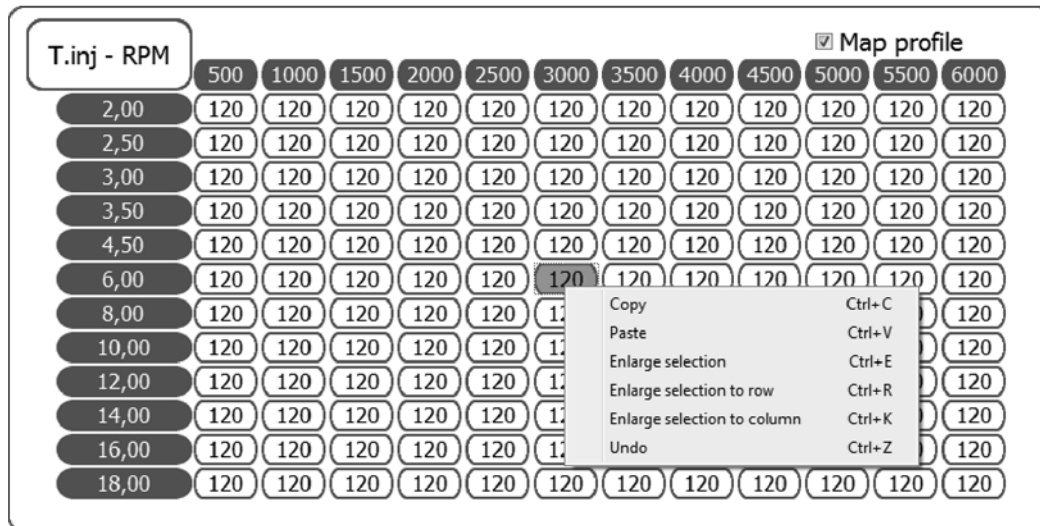 T.inj - RPM
Map profile
500 1000 1500 2000 2500 3000 3500 4000 4500 5000 5500 6000
2,00 120 120 120 120 120 120 120 120 120 120 120 120
2,50 120 120 120 120 120 120 120 120 120 120 120 120
3,00 120 120 120 120 120 120 120 120 120 120 120 120
3,50 120 120 120 120 120 120 120 120 120 120 120 120
4,50 120 120 120 120 120 120 120 120 120 120 120 120
6,00 120 120 120 120 120 120 120 120 120 120 120 120
8,00 120 120 120 120 120 120
10,00 120 120 120 120 120 120
12,00 120 120 120 120 120 120
14,00 120 120 120 120 120 120
16,00 120 120 120 120 120 120
18,00 120 120 120 120 120 120 120 120 120 120 120 120
Copy Ctrl+C
Paste Ctrl+V
Enlarge selection Ctrl+E
Enlarge selection to row Ctrl+R
Enlarge selection to column Ctrl+K
Undo Ctrl+Z